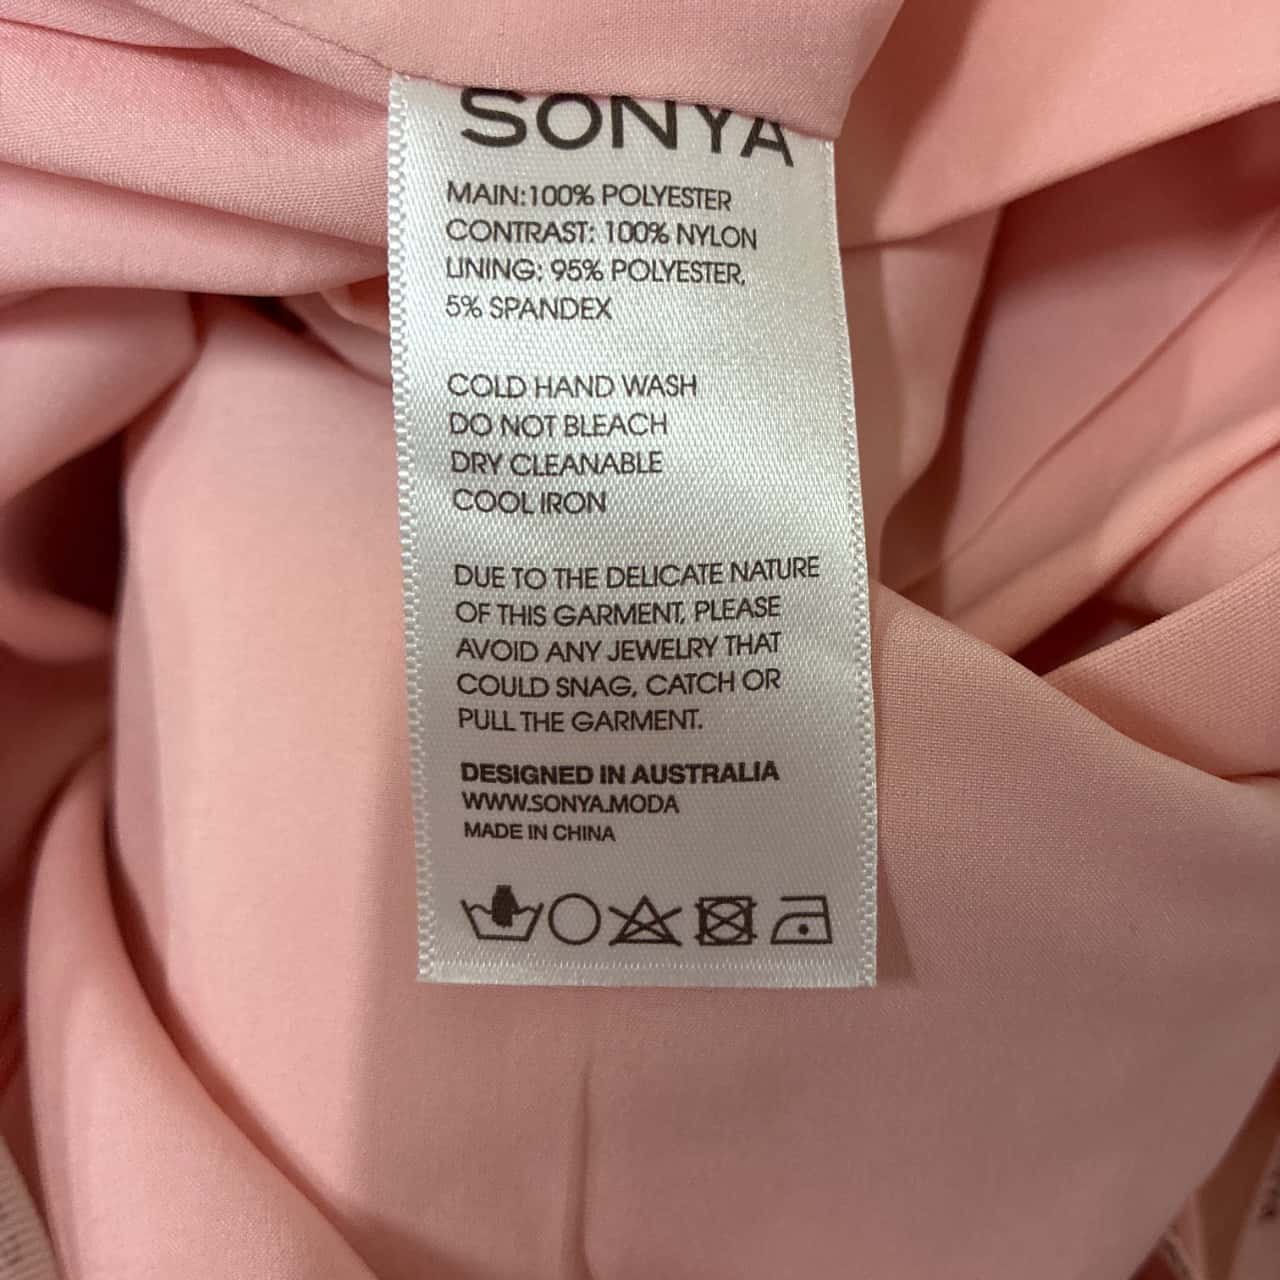 SONYA
MAIN:100% POLYESTER
CONTRAST: 100% NYLON
LINING: 95% POLYESTER,
5% SPANDEX
COLD HAND WASH
DO NOT BLEACH
DRY CLEANABLE
COOL IRON
DUE TO THE DELICATE NATURE
OF THIS GARMENT, PLEASE
AVOID ANY JEWELRY THAT
COULD SNAG, CATCH OR
PULL THE GARMENT.
DESIGNED IN AUSTRALIA
WWW.SONYA.MODA
MADE IN CHINA